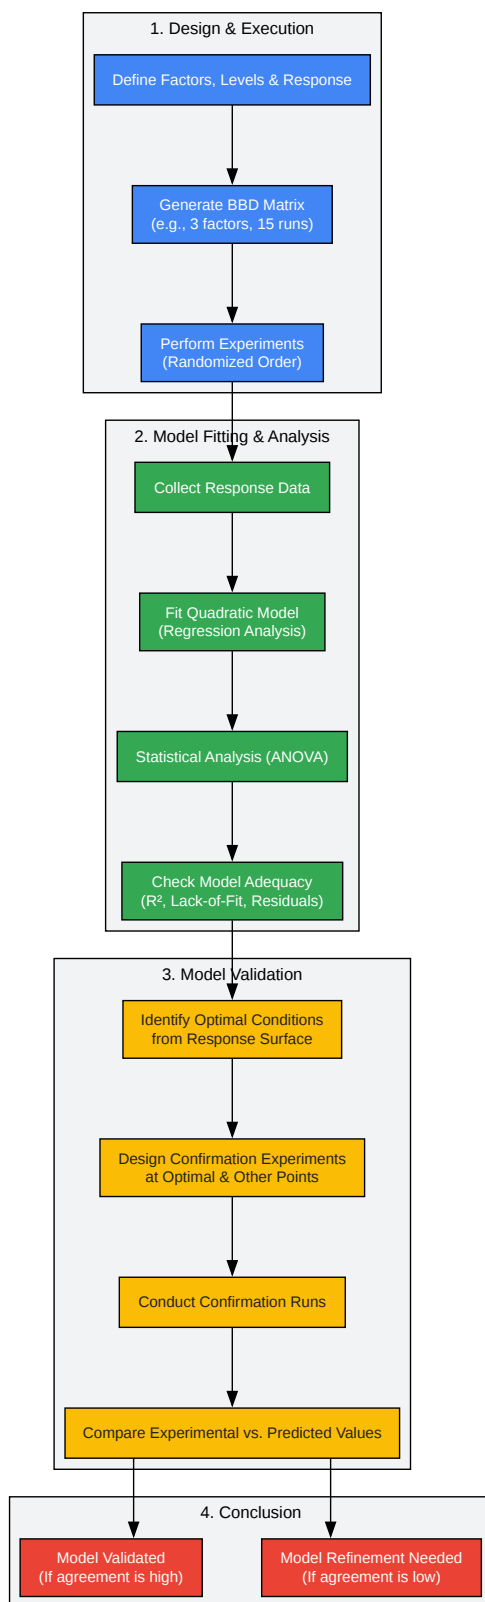 1. Design & Execution
Define Factors, Levels & Response
Generate BBD Matrix
(e.g., 3 factors, 15 runs)
Perform Experiments
(Randomized Order)
2. Model Fitting & Analysis
Collect Response Data
Fit Quadratic Model
(Regression Analysis)
Statistical Analysis (ANOVA)
Check Model Adequacy
(R², Lack-of-Fit, Residuals)
3. Model Validation
Identify Optimal Conditions
from Response Surface
Design Confirmation Experiments
at Optimal & Other Points
Conduct Confirmation Runs
Compare Experimental vs. Predicted Values
4. Conclusion
Model Validated
(If agreement is high)
Model Refinement Needed
(If agreement is low)